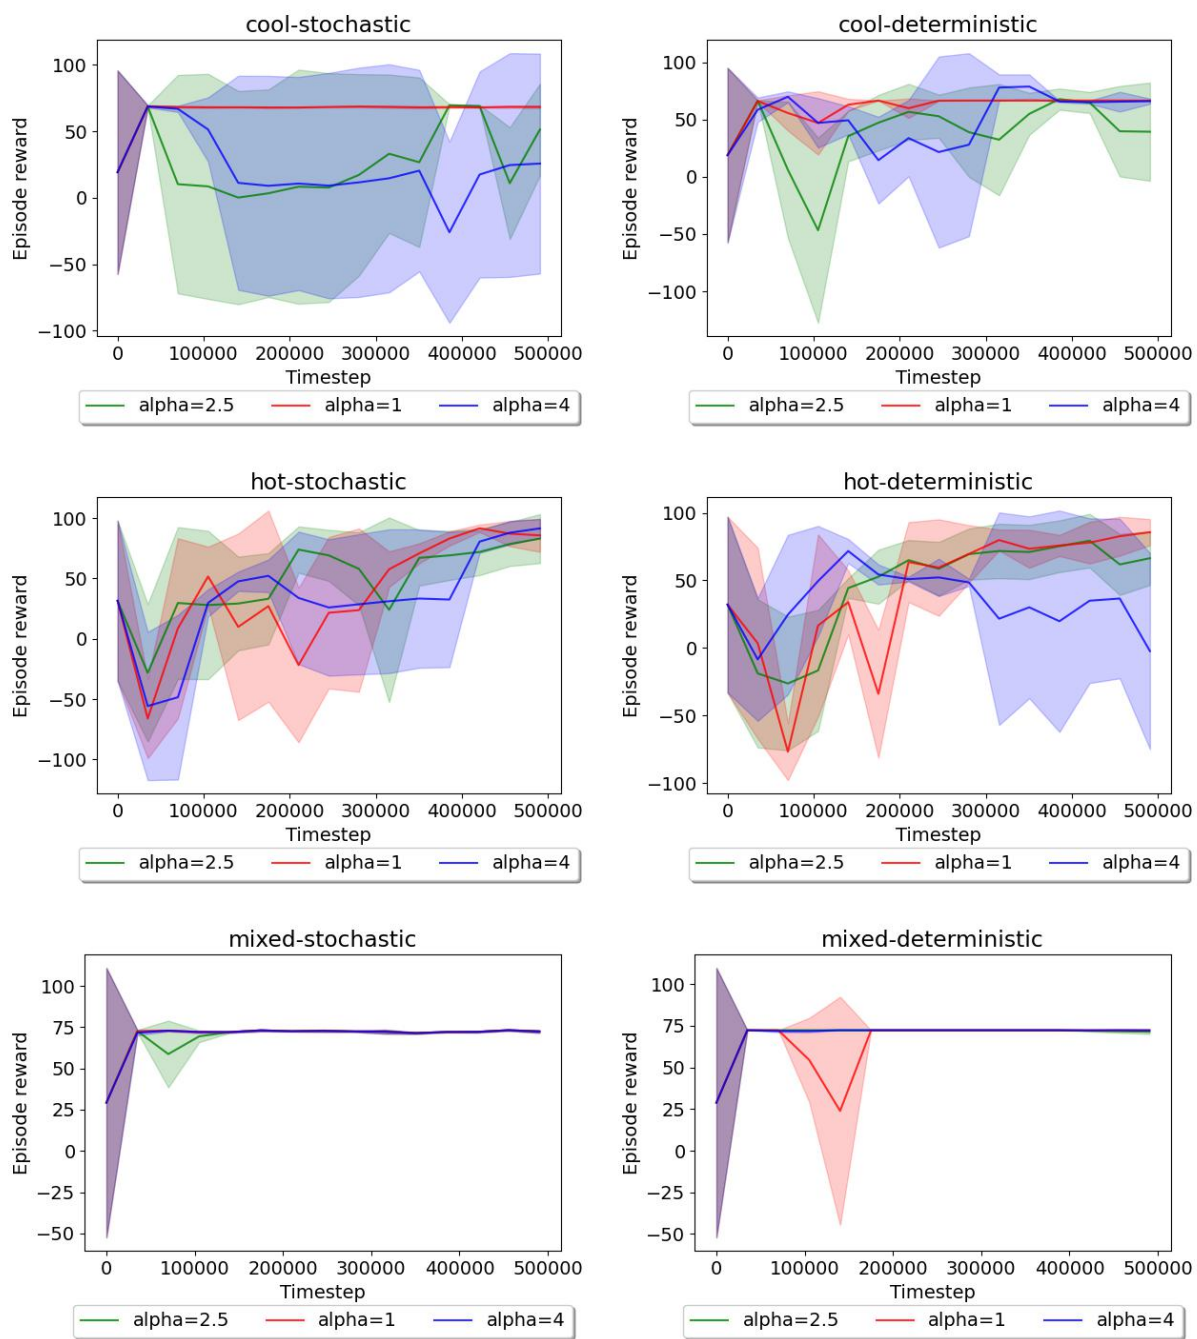 cool-stochastic
100
50
0
−50
−100
Episode reward
0 100000 200000 300000 400000 500000
Timestep
alpha=2.5 alpha=1 alpha=4
cool-deterministic
100
50
0
−50
−100
Episode reward
0 100000 200000 300000 400000 500000
Timestep
alpha=2.5 alpha=1 alpha=4
hot-stochastic
100
50
0
−50
−100
Episode reward
0 100000 200000 300000 400000 500000
Timestep
alpha=2.5 alpha=1 alpha=4
hot-deterministic
100
50
0
−50
−100
Episode reward
0 100000 200000 300000 400000 500000
Timestep
alpha=2.5 alpha=1 alpha=4
mixed-stochastic
100
75
50
25
0
−25
−50
Episode reward
0 100000 200000 300000 400000 500000
Timestep
alpha=2.5 alpha=1 alpha=4
mixed-deterministic
100
75
50
25
0
−25
−50
Episode reward
0 100000 200000 300000 400000 500000
Timestep
alpha=2.5 alpha=1 alpha=4